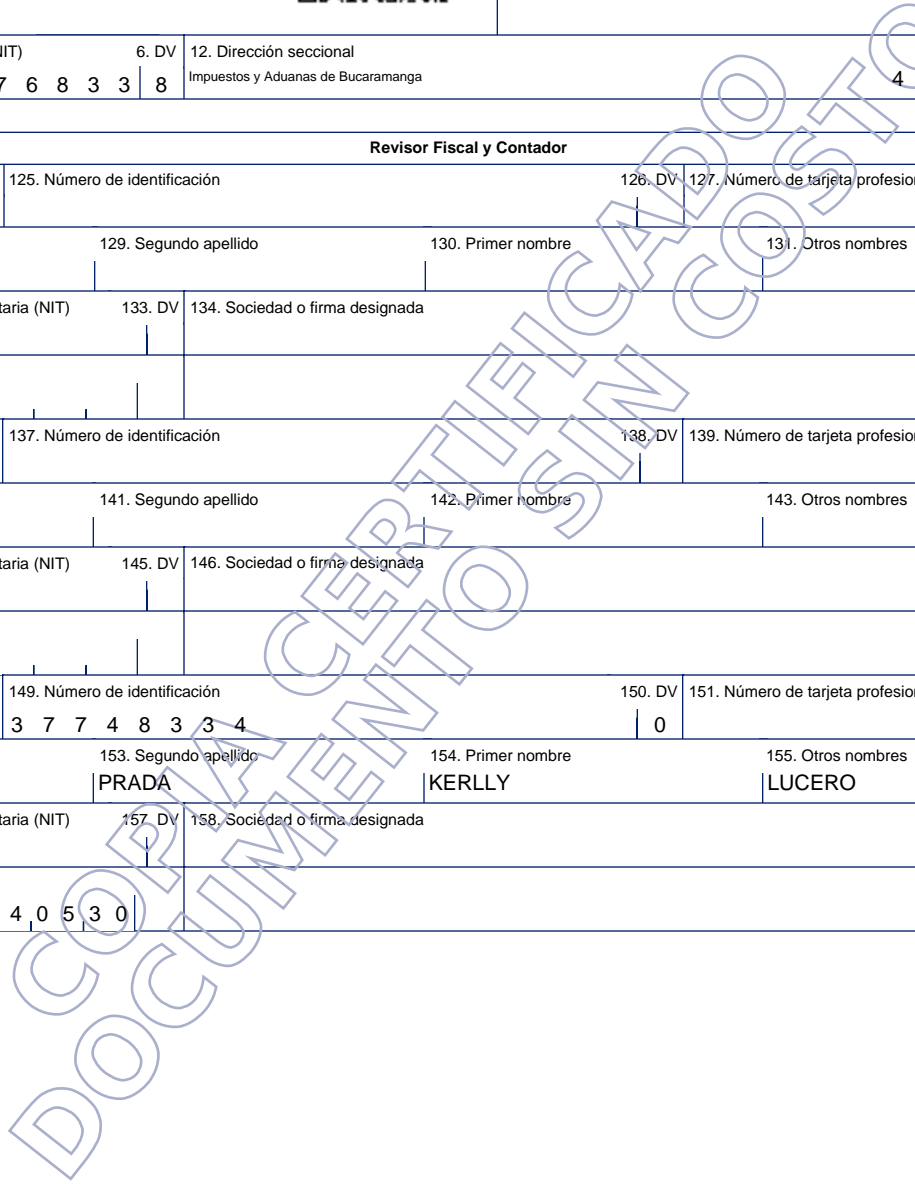 NIT) 6. DV 12. Dirección seccional
7 6 8 3 3 8 Impuestos y Aduanas de Bucaramanga 4
Revisor Fiscal y Contador
125. Número de identificación 126. DV 127. Número de tarjeta profesion
129. Segundo apellido 130. Primer nombre 131. Otros nombres
taria (NIT) 133. DV 134. Sociedad o firma designada
137. Número de identificación 138. DV 139. Número de tarjeta profesion
141. Segundo apellido 142. Primer nombre 143. Otros nombres
taria (NIT) 145. DV 146. Sociedad o firma designada
149. Número de identificación 150. DV 151. Número de tarjeta profesion
3 7 7 4 8 3 3 4 0
153. Segundo apellido 154. Primer nombre 155. Otros nombres
PRADA KERLLY LUCERO
taria (NIT) 157. DV 158. Sociedad o firma designada
4 0 5 3 0
COPIA CERTIFICADO
DOCUMENTO SIN COSTO